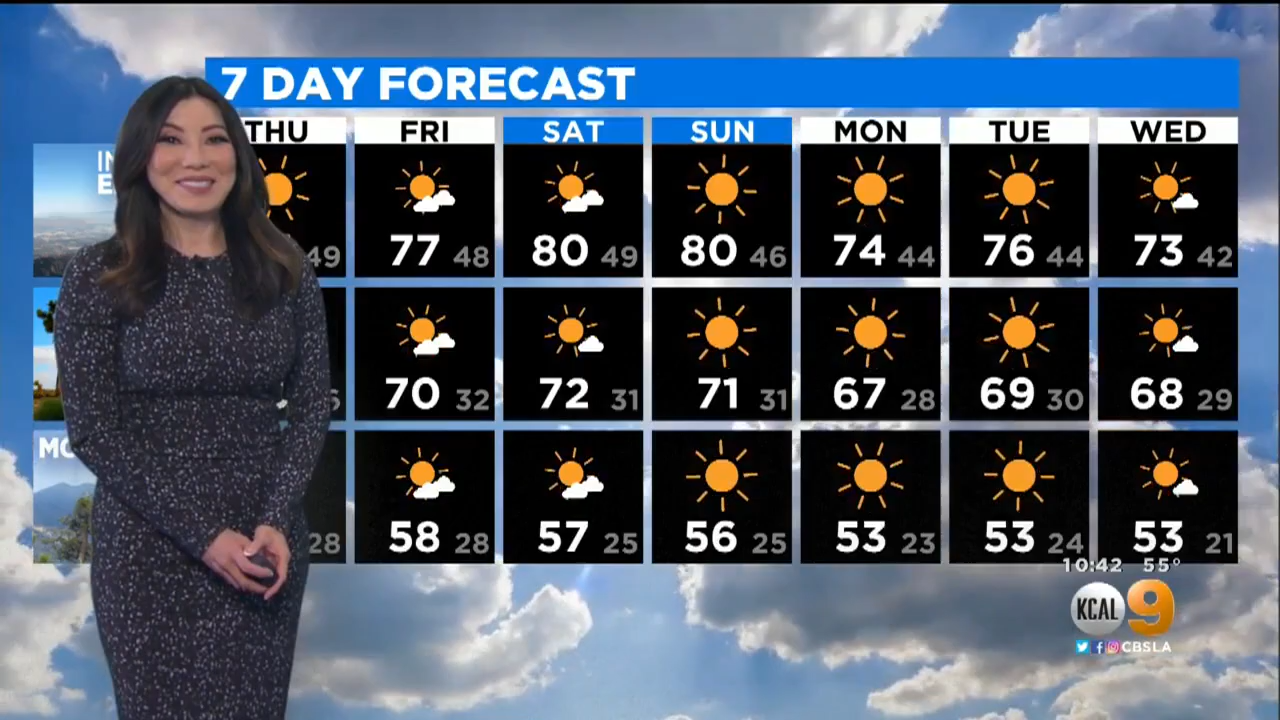 7 DAY FORECAST
THU FRI SAT SUN MON TUE WED
49 77 48 80 49 80 46 74 44 76 44 73 42
70 32 72 31 71 31 67 28 69 30 68 29
28 58 28 57 25 56 25 53 23 53 24 53 21
10:42 55°
KCAL 9
CBSLA